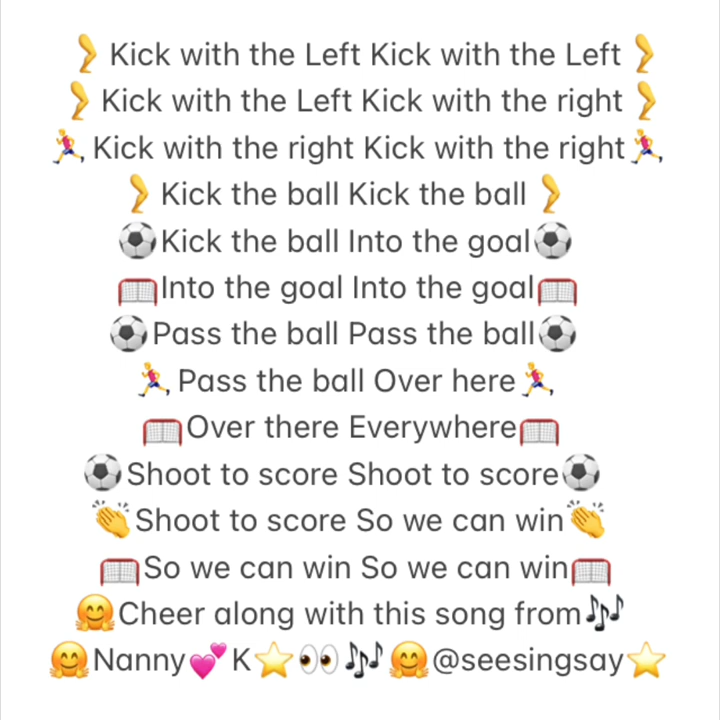 🦵Kick with the Left Kick with the Left🦵
🦵Kick with the Left Kick with the right🦵
🏃Kick with the right Kick with the right🏃
🦵Kick the ball Kick the ball🦵
⚽Kick the ball Into the goal⚽
🥅Into the goal Into the goal🥅
⚽Pass the ball Pass the ball⚽
🏃Pass the ball Over here🏃
🥅Over there Everywhere🥅
⚽Shoot to score Shoot to score⚽
👏Shoot to score So we can win👏
🥅So we can win So we can win🥅
🤗Cheer along with this song from🎶
🤗Nanny💕K⭐👀🎶🤗@seesingsay⭐